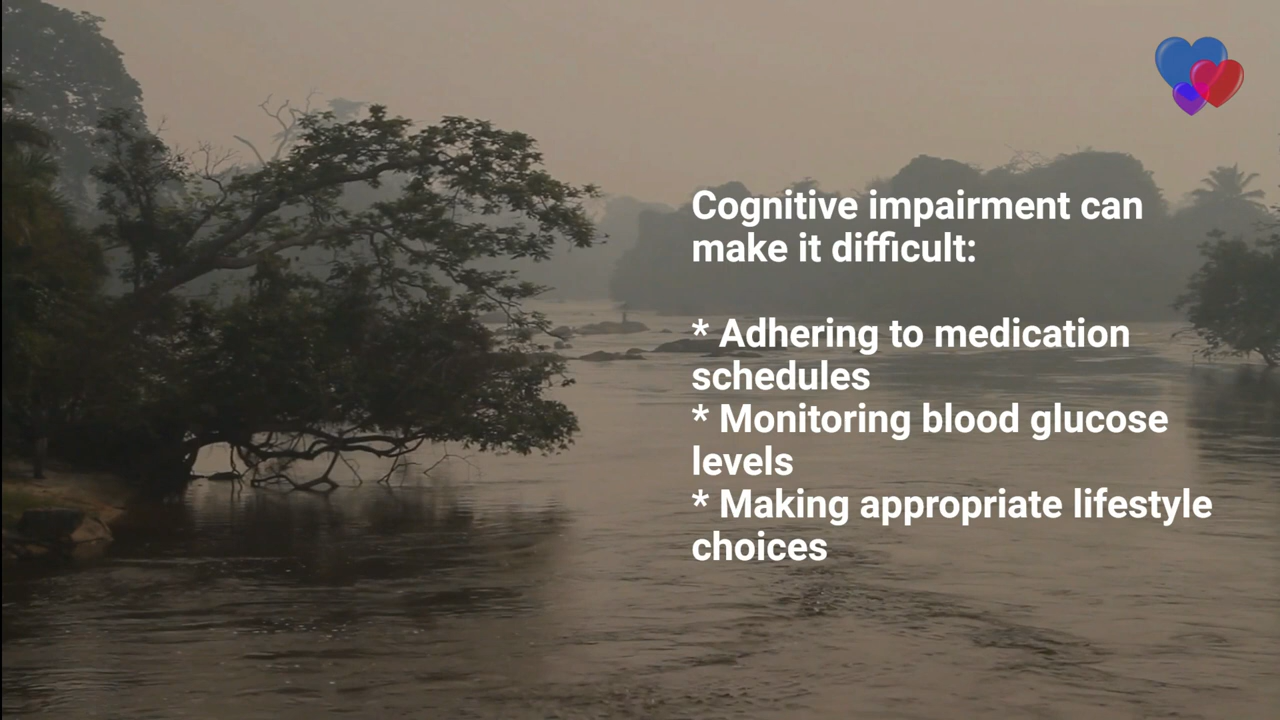 Cognitive impairment can
make it difficult:
* Adhering to medication
schedules
* Monitoring blood glucose
levels
* Making appropriate lifestyle
choices